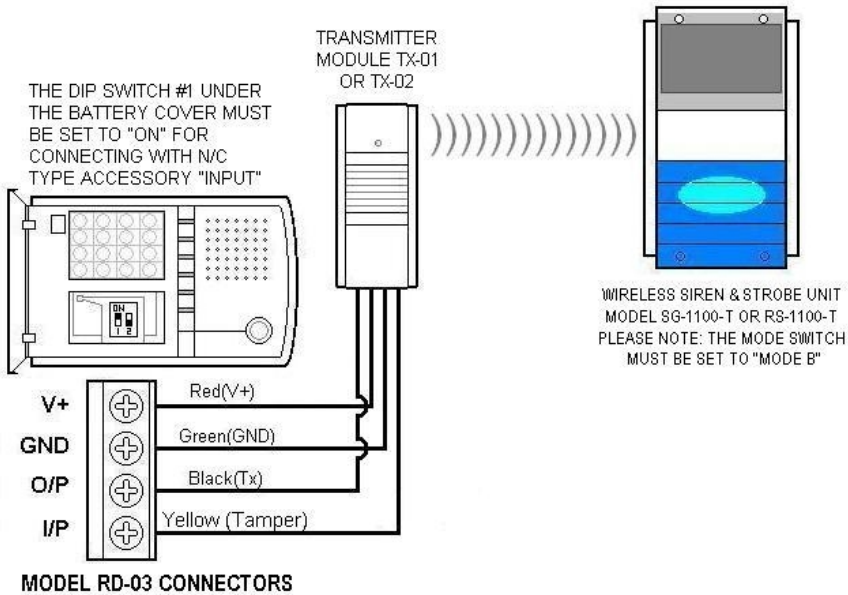 THE DIP SWITCH #1 UNDER
THE BATTERY COVER MUST
BE SET TO "ON" FOR
CONNECTING WITH N/C
TYPE ACCESSORY "INPUT"
TRANSMITTER
MODULE TX-01
OR TX-02
ON
1 2
WIRELESS SIREN & STROBE UNIT
MODEL SG-1100-T OR RS-1100-T
PLEASE NOTE: THE MODE SWITCH
MUST BE SET TO "MODE B"
V+
Red(V+)
GND
Green(GND)
O/P
Black(Tx)
I/P
Yellow (Tamper)
MODEL RD-03 CONNECTORS